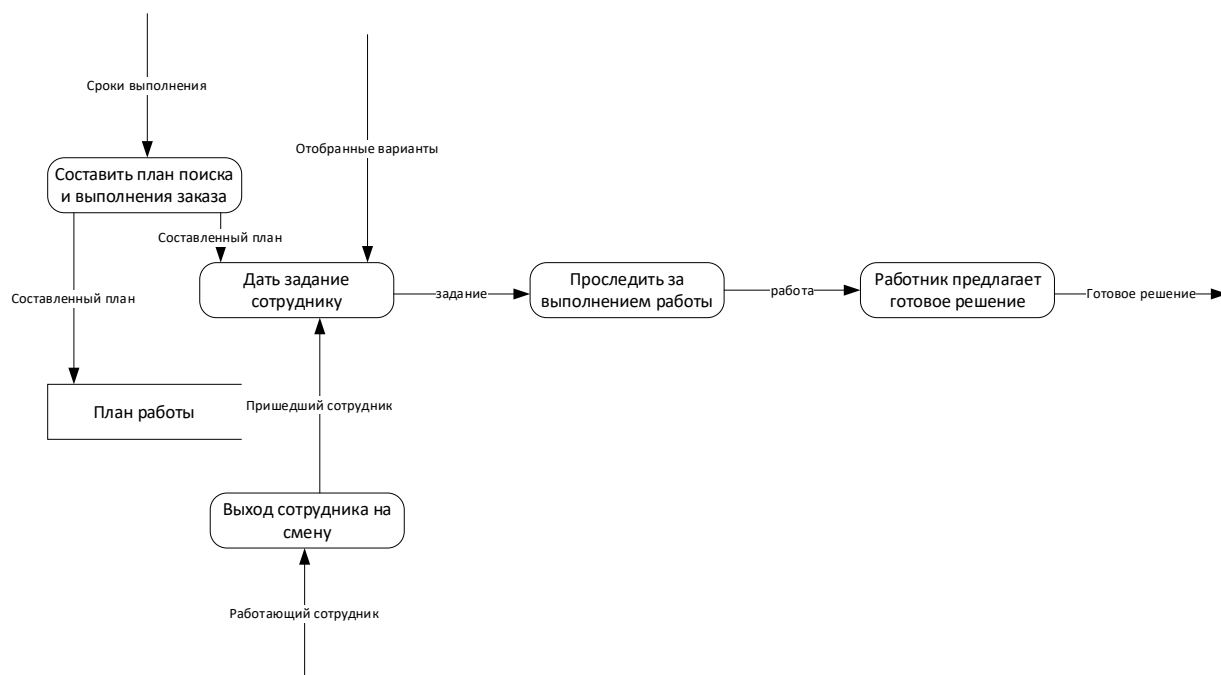 Сроки выполнения
Отобранные варианты
Составить план поиска
и выполнения заказа
Составленный план
Составленный план
Дать задание
сотруднику
задание
Проследить за
выполнением работы
работа
Работник предлагает
готовое решение
Готовое решение
План работы
Пришедший сотрудник
Выход сотрудника на
смену
Работающий сотрудник